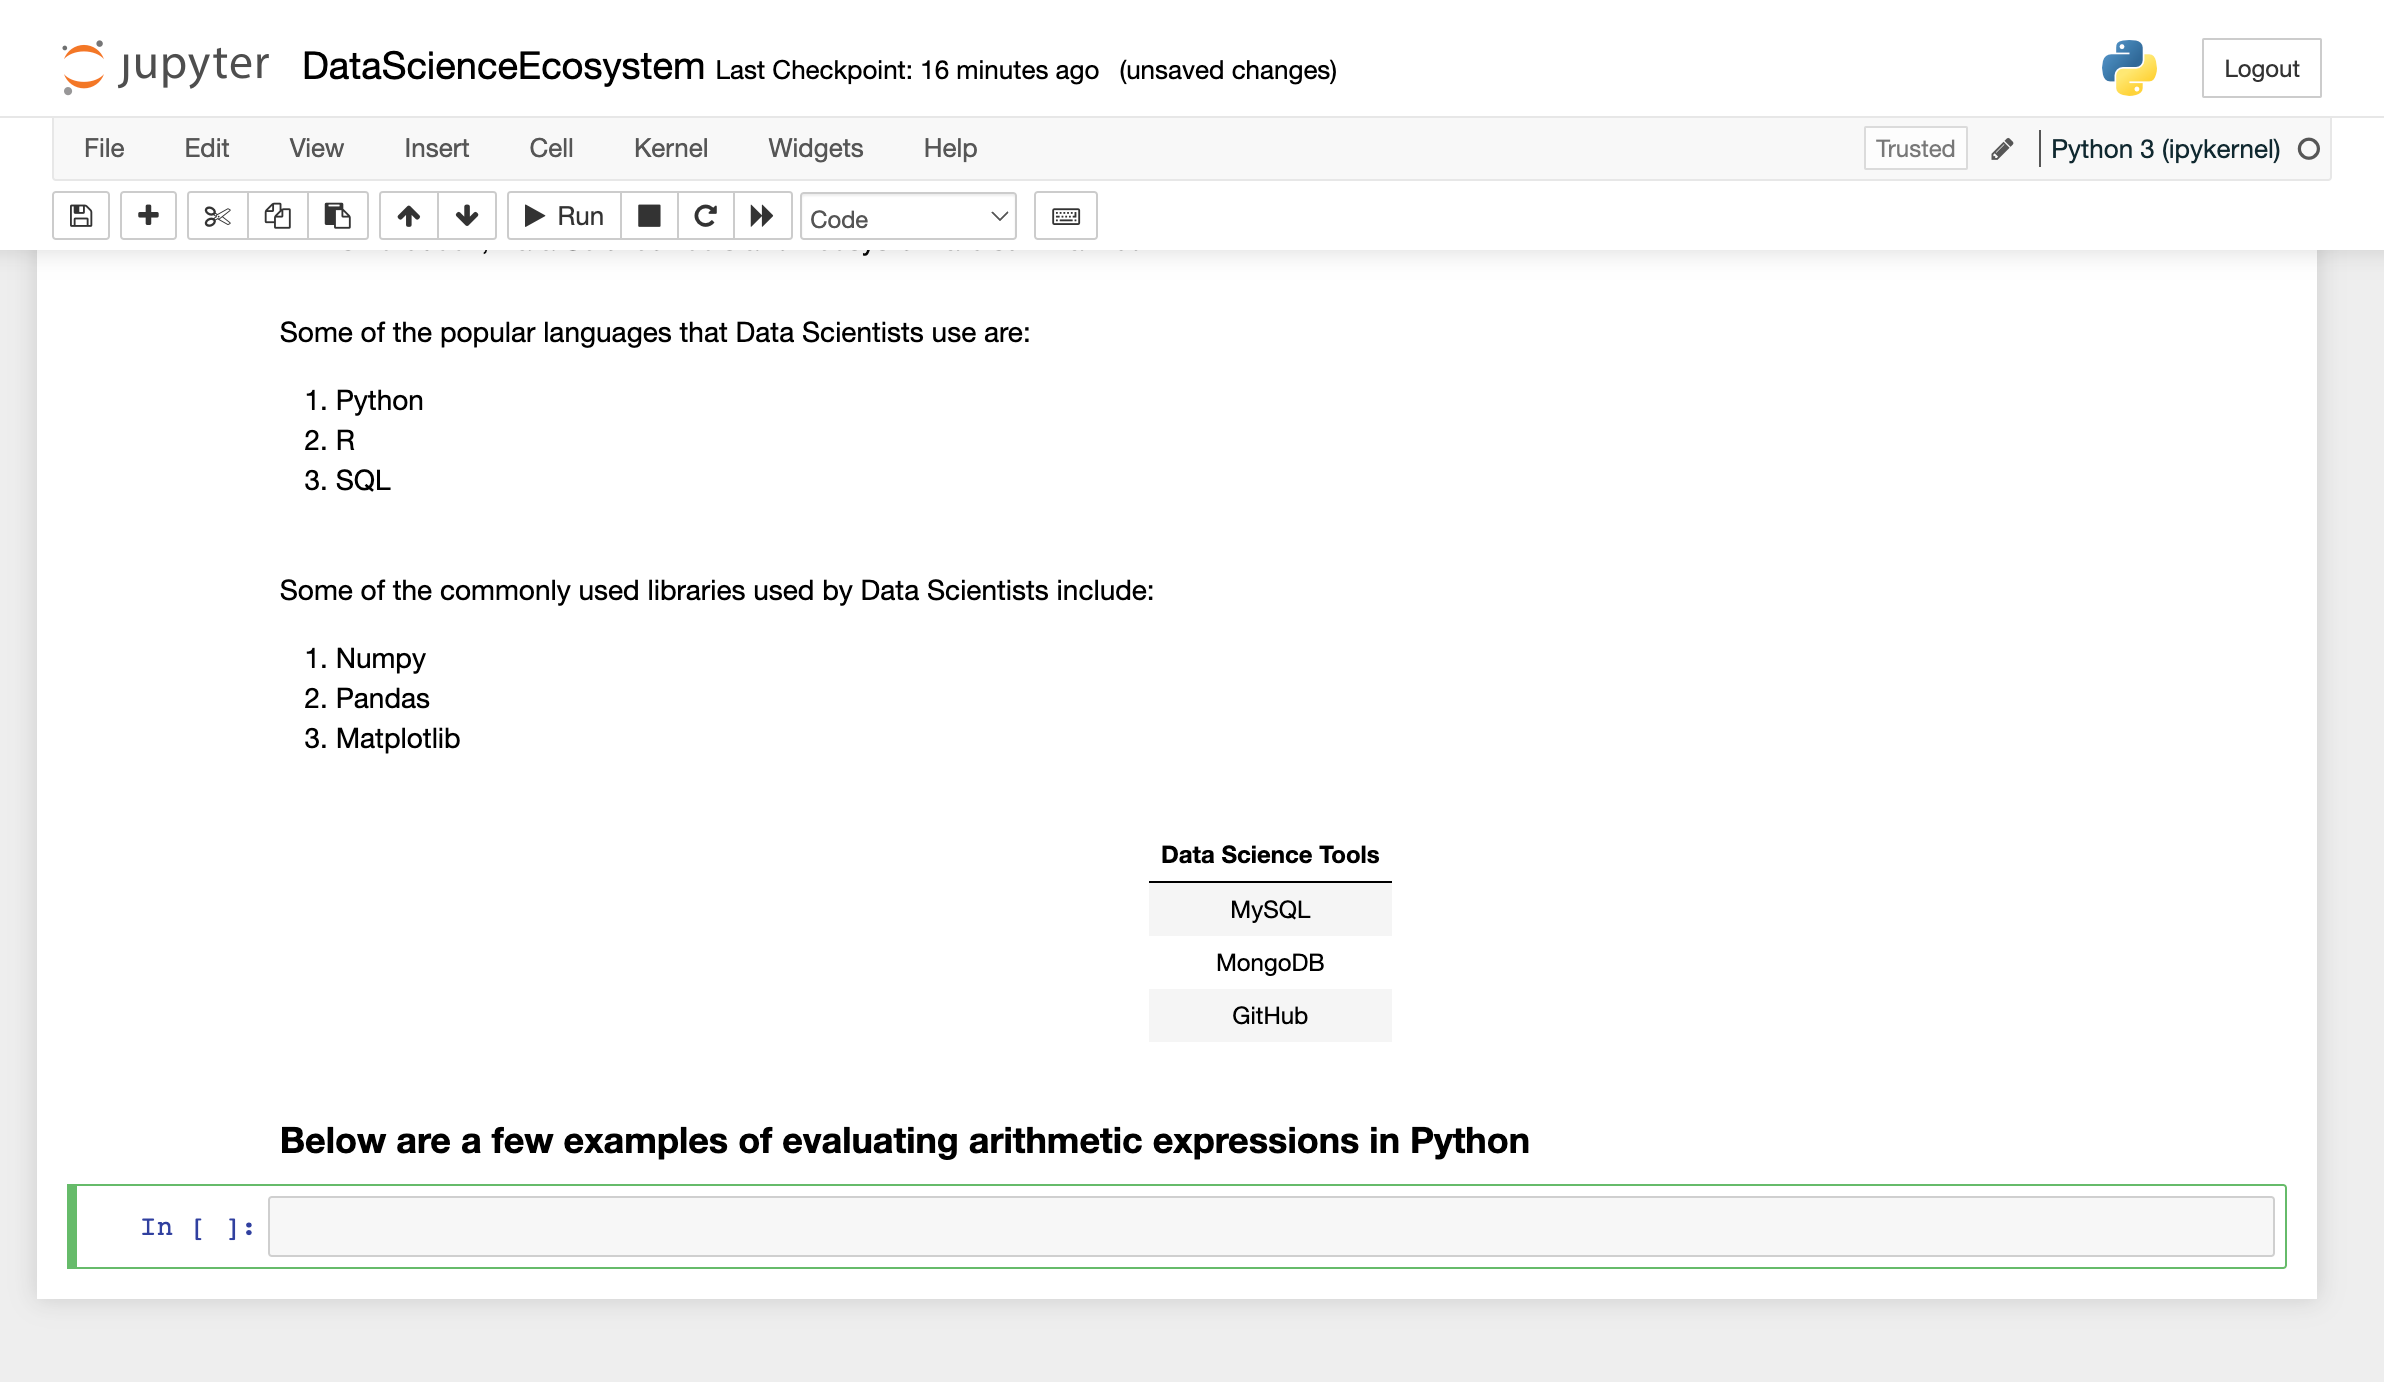 jupyter DataScienceEcosystem Last Checkpoint: 16 minutes ago (unsaved changes)
Logout
File Edit View Insert Cell Kernel Widgets Help
Trusted Python 3 (ipykernel)
Run Code
Some of the popular languages that Data Scientists use are:
1. Python
2. R
3. SQL
Some of the commonly used libraries used by Data Scientists include:
1. Numpy
2. Pandas
3. Matplotlib
Data Science Tools
MySQL
MongoDB
GitHub
Below are a few examples of evaluating arithmetic expressions in Python
In [ ]: